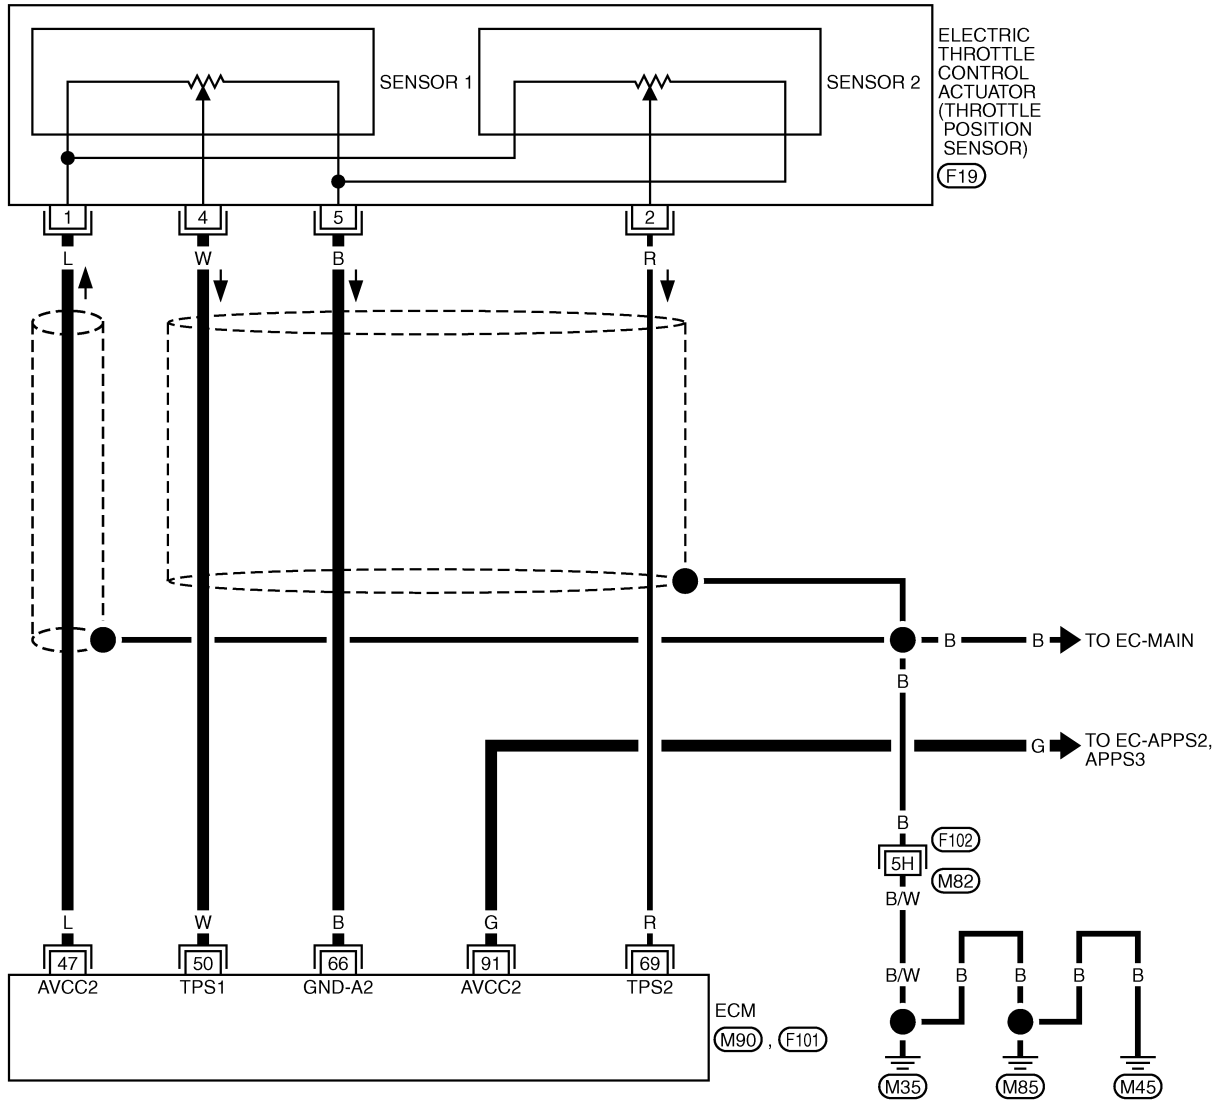 ELECTRIC
THROTTLE
CONTROL
ACTUATOR
(THROTTLE
POSITION
SENSOR)
F19
SENSOR 1
SENSOR 2
1 4 5 2
L W B R
B B TO EC-MAIN
B
G TO EC-APPS2,
APPS3
B
F102
5H
M82
B/W
L W B G R
47 50 66 91 69
AVCC2 TPS1 GND-A2 AVCC2 TPS2
B/W B B B B
ECM
M90 , F101
M35 M85 M45